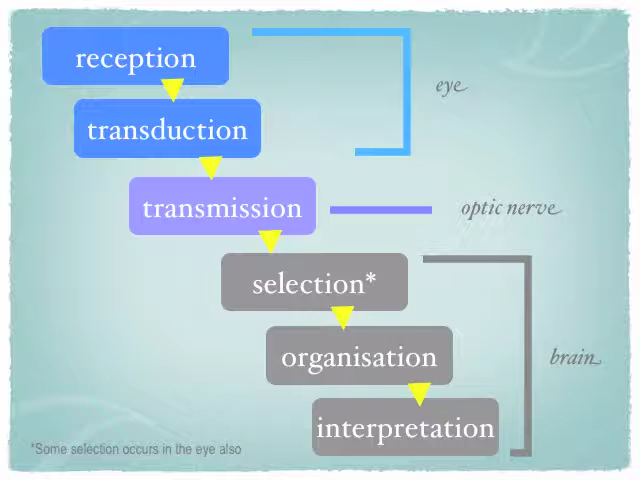 reception
eye
transduction
transmission
optic nerve
selection*
organisation
brain
interpretation
*Some selection occurs in the eye also